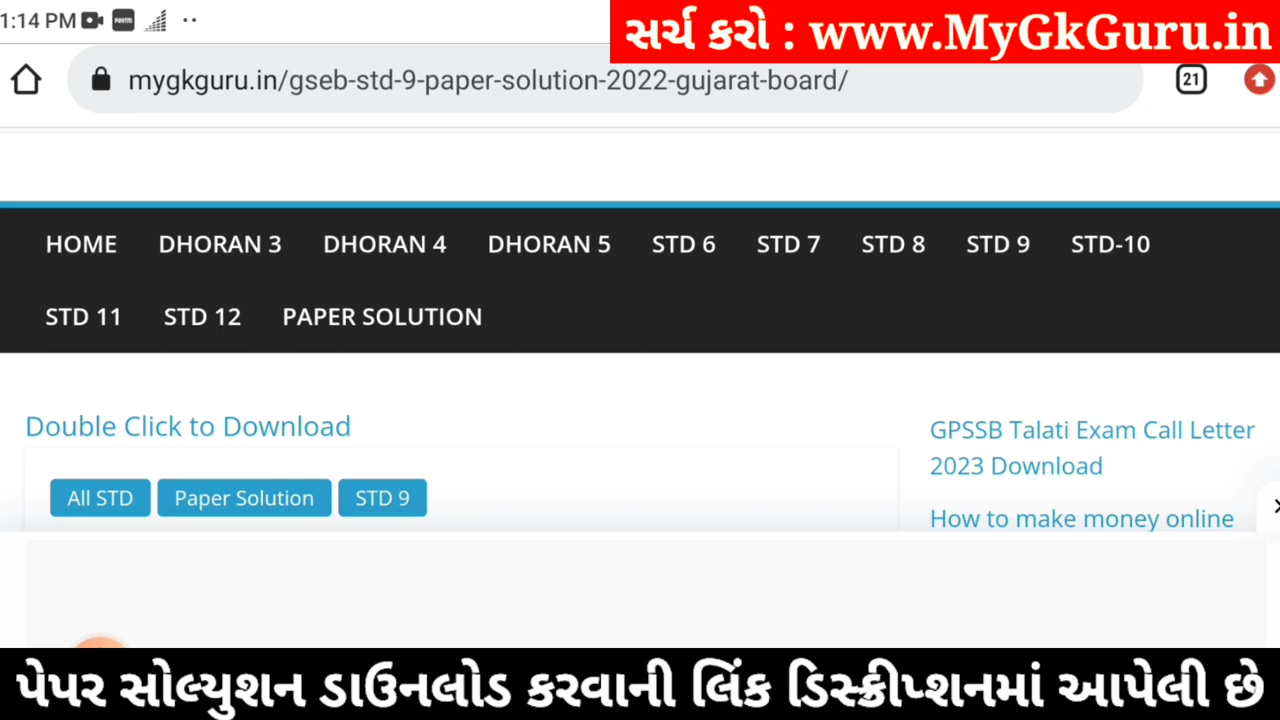 1:14 PM
સર્ચ કરો : www.MyGkGuru.in
mygkguru.in/gseb-std-9-paper-solution-2022-gujarat-board/
21
HOME DHORAN 3 DHORAN 4 DHORAN 5 STD 6 STD 7 STD 8 STD 9 STD-10
STD 11 STD 12 PAPER SOLUTION
Double Click to Download
All STD Paper Solution STD 9
GPSSB Talati Exam Call Letter
2023 Download
How to make money online
પેપર સોલ્યુશન ડાઉનલોડ કરવાની લિંક ડિસ્ક્રીપ્શનમાં આપેલી છે